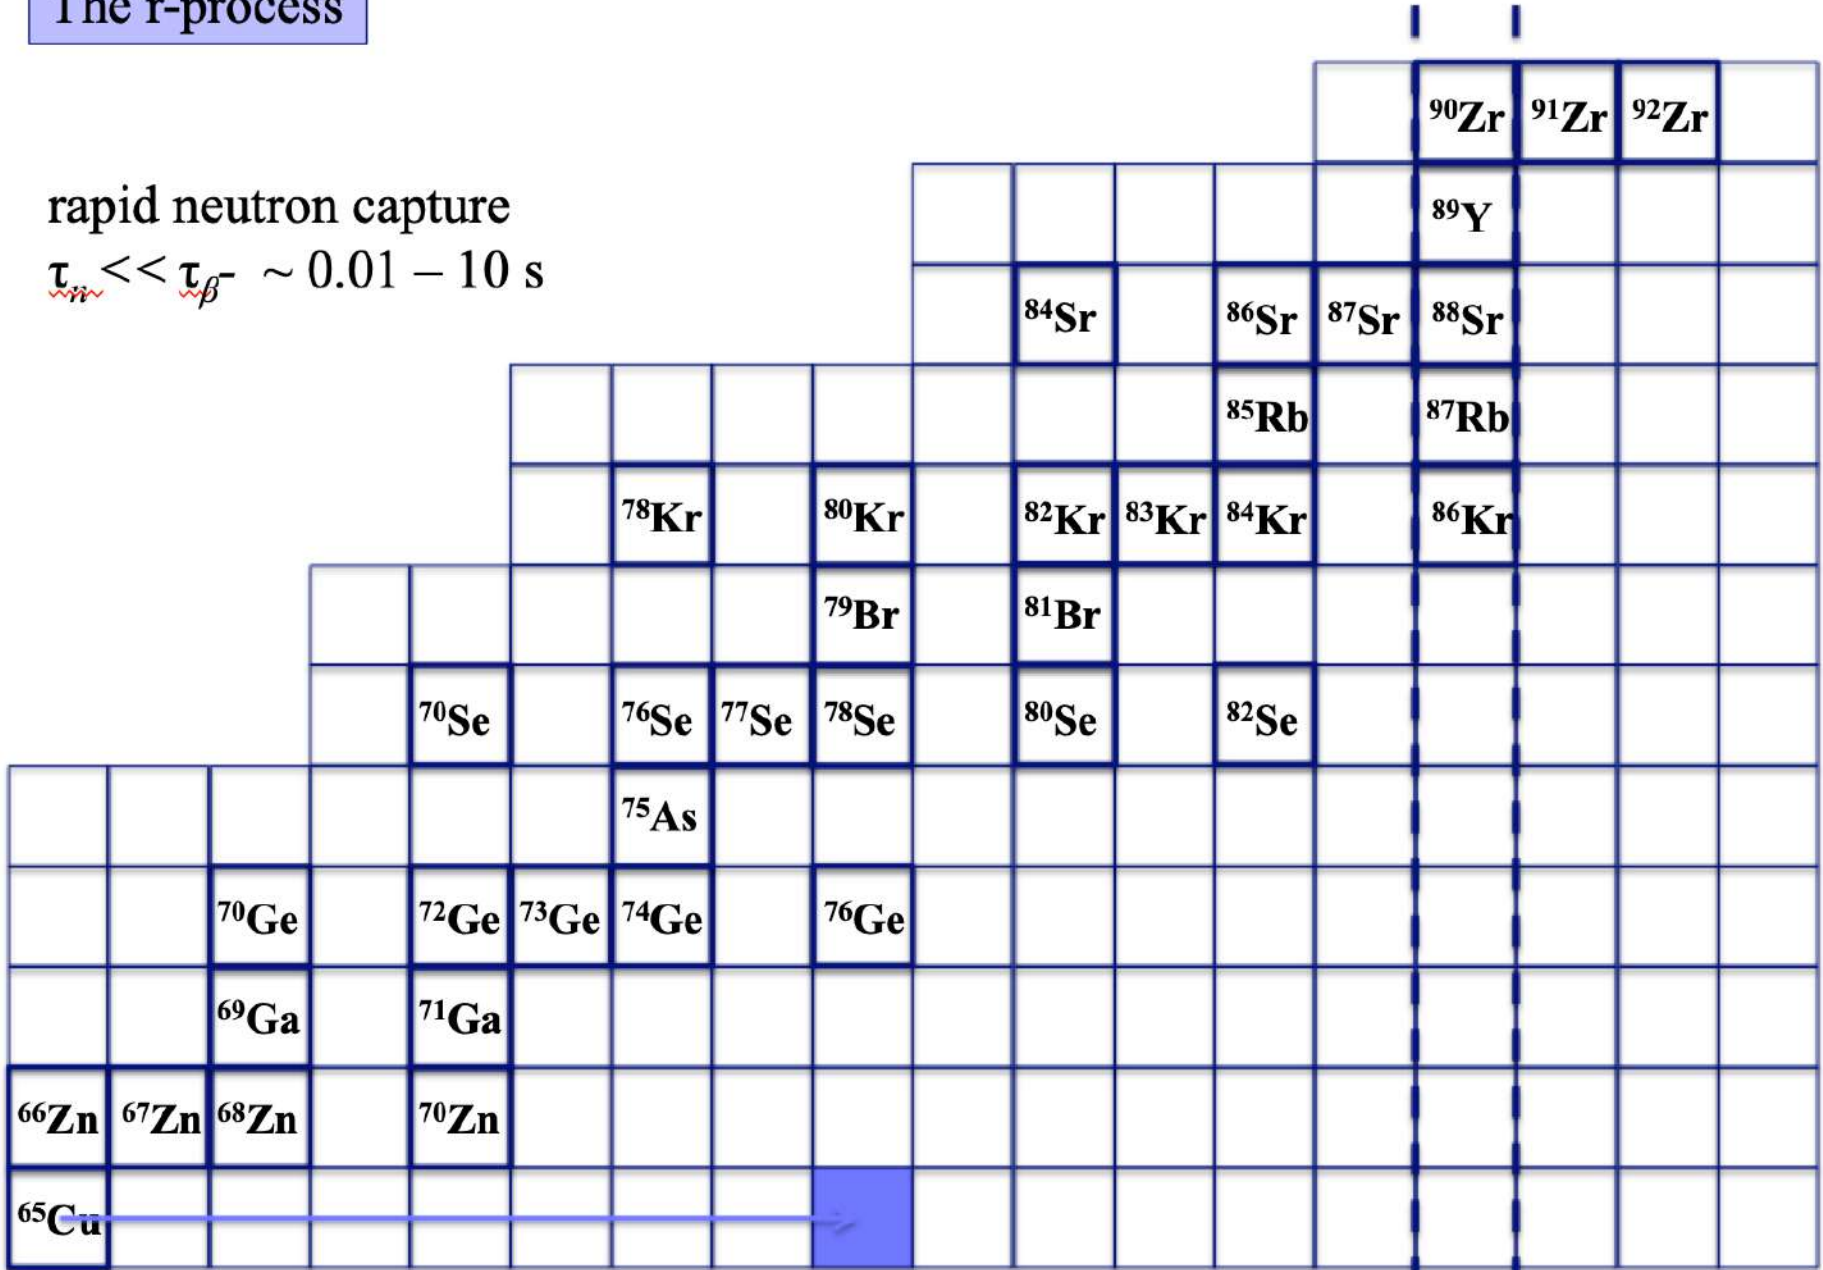 The r-process
rapid neutron capture
τₙ << τᵦ- ~ 0.01 – 10 s
⁹⁰Zr ⁹¹Zr ⁹²Zr
⁸⁹Y
⁸⁴Sr ⁸⁶Sr ⁸⁷Sr ⁸⁸Sr
⁸⁵Rb ⁸⁷Rb
⁷⁸Kr ⁸⁰Kr ⁸²Kr ⁸³Kr ⁸⁴Kr ⁸⁶Kr
⁷⁹Br ⁸¹Br
⁷⁰Se ⁷⁶Se ⁷⁷Se ⁷⁸Se ⁸⁰Se ⁸²Se
⁷⁵As
⁷⁰Ge ⁷²Ge ⁷³Ge ⁷⁴Ge ⁷⁶Ge
⁶⁹Ga ⁷¹Ga
⁶⁶Zn ⁶⁷Zn ⁶⁸Zn ⁷⁰Zn
⁶⁵Cu